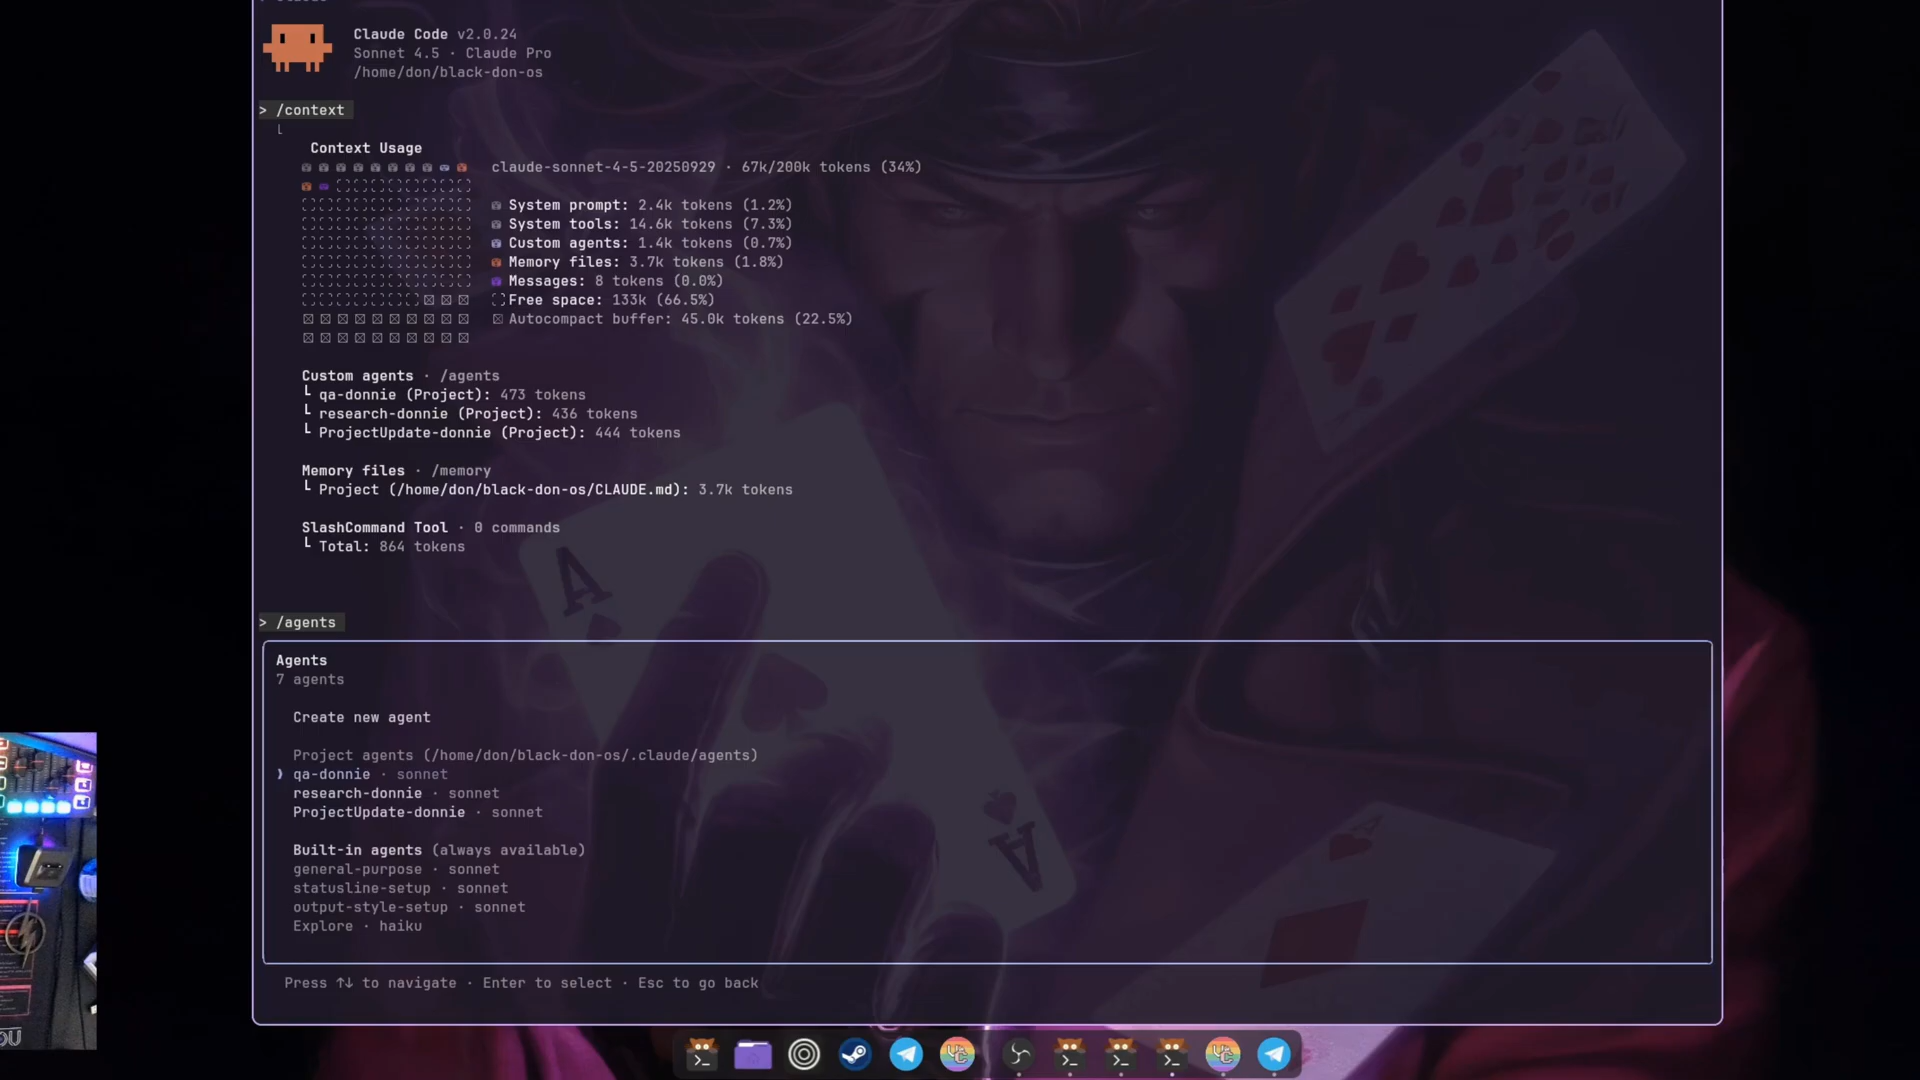 Claude Code v2.0.24
Sonnet 4.5 · Claude Pro
/home/don/black-don-os
> /context
Context Usage
claude-sonnet-4-5-20250929 · 67k/200k tokens (34%)
System prompt: 2.4k tokens (1.2%)
System tools: 14.6k tokens (7.3%)
Custom agents: 1.4k tokens (0.7%)
Memory files: 3.7k tokens (1.8%)
Messages: 8 tokens (0.0%)
Free space: 133k (66.5%)
Autocompact buffer: 45.0k tokens (22.5%)
Custom agents · /agents
└ qa-donnie (Project): 473 tokens
└ research-donnie (Project): 436 tokens
└ ProjectUpdate-donnie (Project): 444 tokens
Memory files · /memory
└ Project (/home/don/black-don-os/CLAUDE.md): 3.7k tokens
SlashCommand Tool · 0 commands
└ Total: 864 tokens
A
> /agents
Agents
7 agents
Create new agent
Project agents (/home/don/black-don-os/.claude/agents)
❯ qa-donnie · sonnet
research-donnie · sonnet
ProjectUpdate-donnie · sonnet
A
A
Built-in agents (always available)
general-purpose · sonnet
statusline-setup · sonnet
output-style-setup · sonnet
Explore · haiku
Press ↑↓ to navigate · Enter to select · Esc to go back